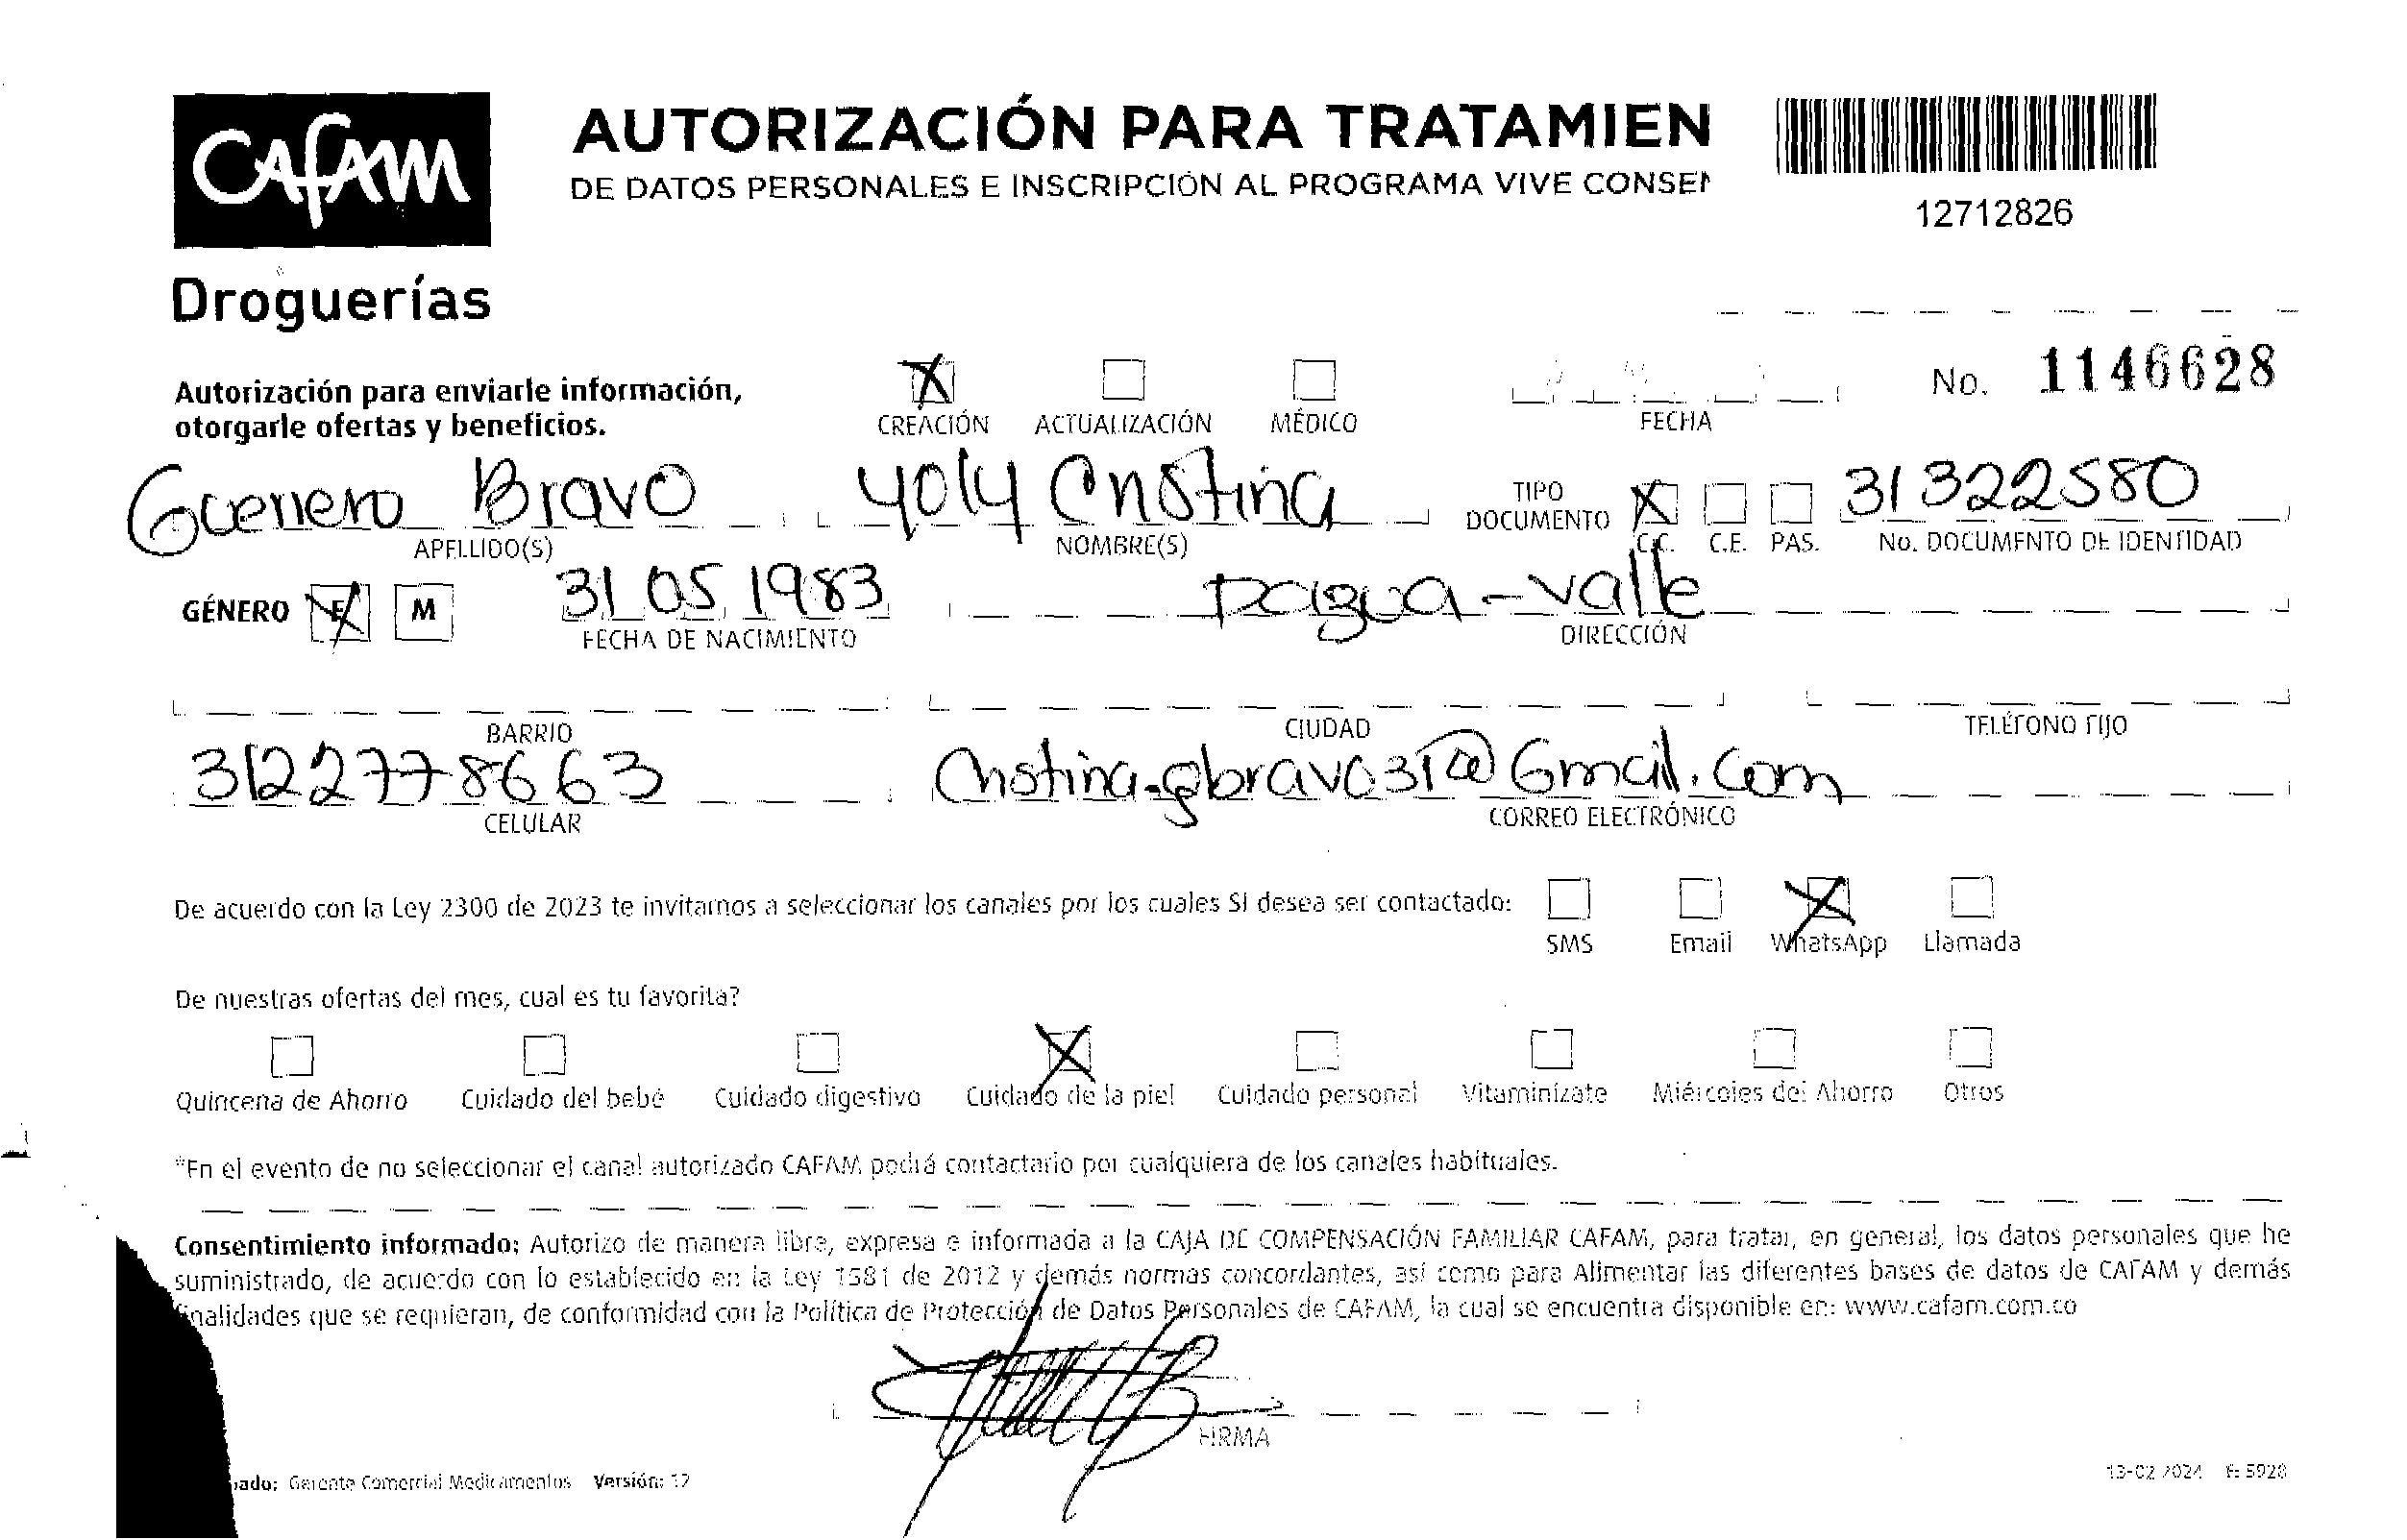 CAFAM
AUTORIZACIÓN PARA TRATAMIEN
DE DATOS PERSONALES E INSCRIPCIÓN AL PROGRAMA VIVE CONSEN
12712826
Droguerías
Autorización para enviarle información,
otorgarle ofertas y beneficios.
CREACIÓN ACTUALIZACIÓN MÉDICO FECHA No. 1146628
Guerrero Bravo Yoly Cristina TIPO DOCUMENTO 31322580
APELLIDO(S) NOMBRE(S) C.C. C.E. PAS. No. DOCUMENTO DE IDENTIDAD
GÉNERO F M 31 05 1983 Dagua - Valle
FECHA DE NACIMIENTO DIRECCIÓN
BARRIO CIUDAD TELÉFONO FIJO
3122778663 Cristina.gbravo31@Gmail.com
CELULAR CORREO ELECTRÓNICO
De acuerdo con la Ley 2300 de 2023 te invitamos a seleccionar los canales por los cuales SI desea ser contactado:
SMS Email WhatsApp Llamada
De nuestras ofertas del mes, cual es tu favorita?
Quincena de Ahorro Cuidado del bebé Cuidado digestivo Cuidado de la piel Cuidado personal Vitaminízate Miércoles del Ahorro Otros
*En el evento de no seleccionar el canal autorizado CAFAM podrá contactarlo por cualquiera de los canales habituales.
Consentimiento informado: Autorizo de manera libre, expresa e informada a la CAJA DE COMPENSACIÓN FAMILIAR CAFAM, para tratar, en general, los datos personales que he
suministrado, de acuerdo con lo establecido en la Ley 1581 de 2012 y demás normas concordantes, así como para Alimentar las diferentes bases de datos de CAFAM y demás
finalidades que se requieran, de conformidad con la Política de Protección de Datos Personales de CAFAM, la cual se encuentra disponible en: www.cafam.com.co
FIRMA
ado: Gerente Comercial Medicamentos Versión: 12
13-02 2024 F: 5928